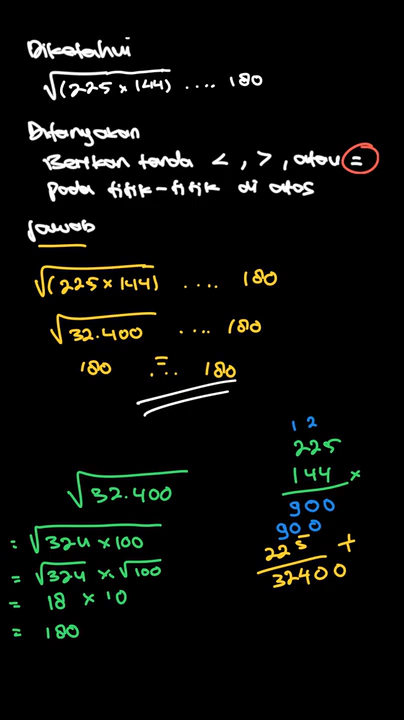 Diketahui
√(225 × 144) .... 180
Ditanyakan
Berikan tanda <, >, atau =
pada titik-titik di atas
Jawab
√(225 × 144) .... 180
√32.400 .... 180
180 .=.. 180
1 2
225
144 ×
900
900
225 +
32400
√32.400
= √324 × 100
= √324 × √100
= 18 × 10
= 180